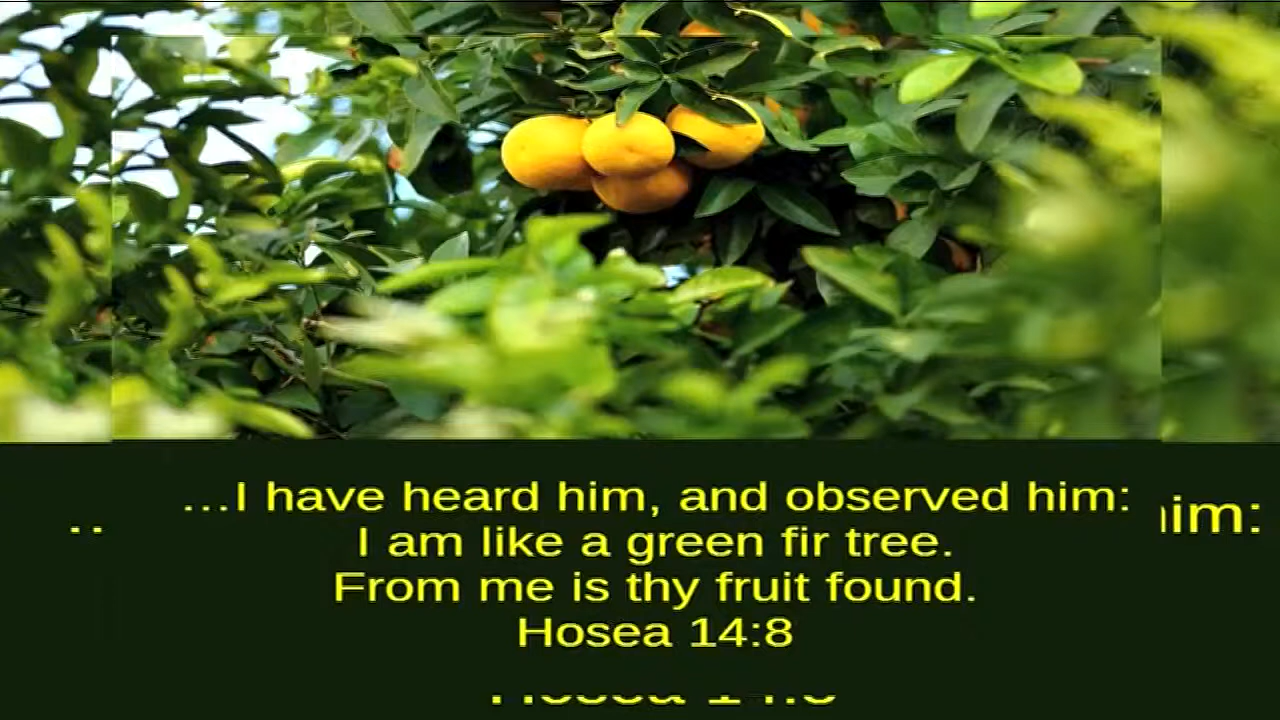 ...I have heard him, and observed him:
I am like a green fir tree.
From me is thy fruit found.
Hosea 14:8
im: